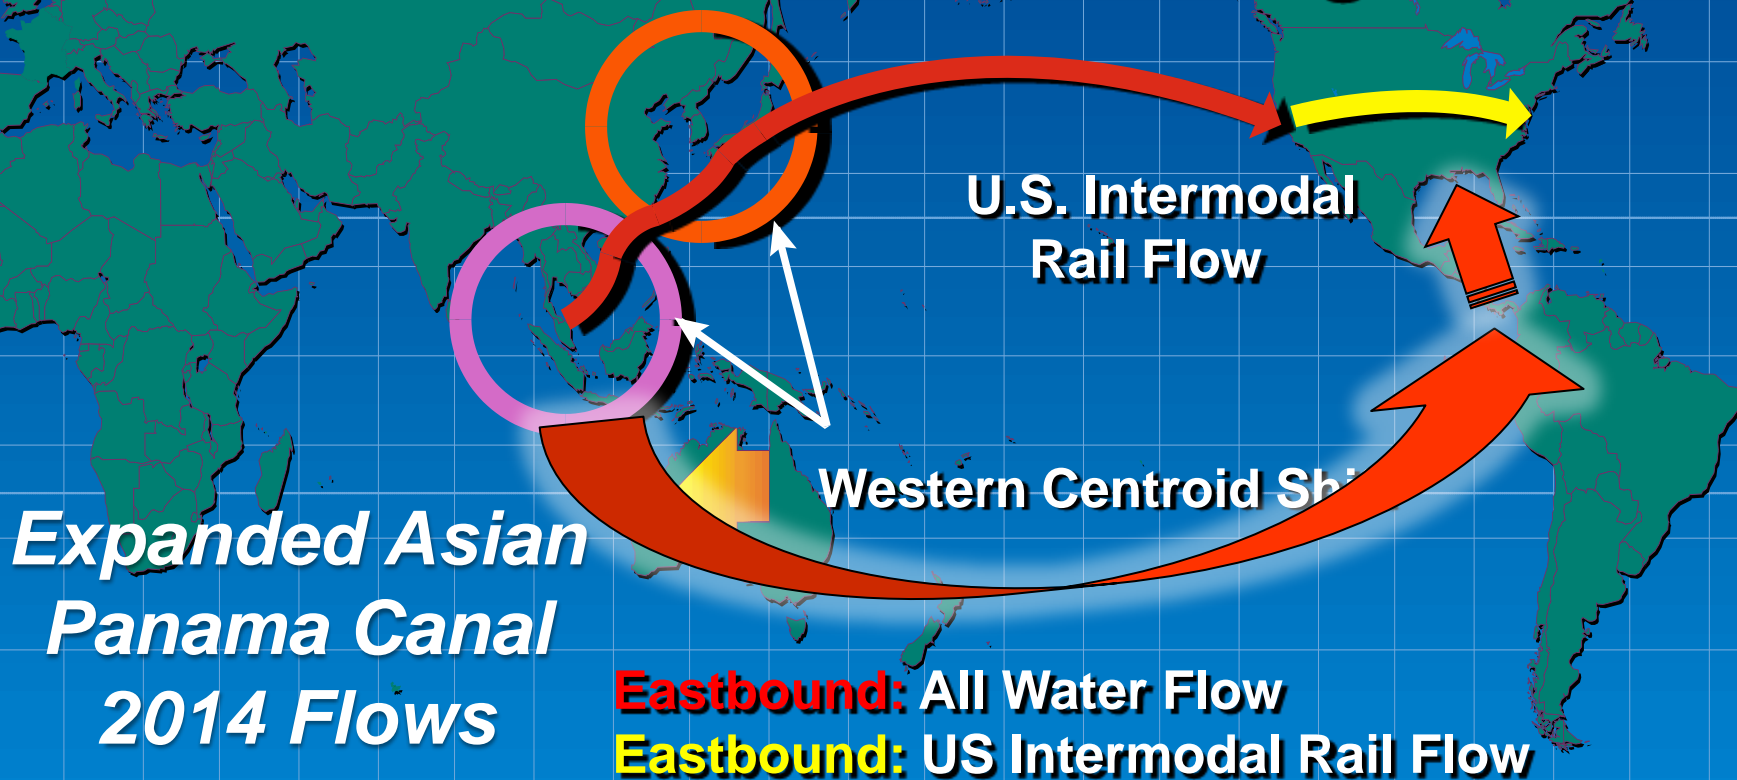 U.S. Intermodal
Rail Flow
Western Centroid
Expanded Asian
Panama Canal
2014 Flows
Eastbound: All Water Flow
Eastbound: US Intermodal Rail Flow